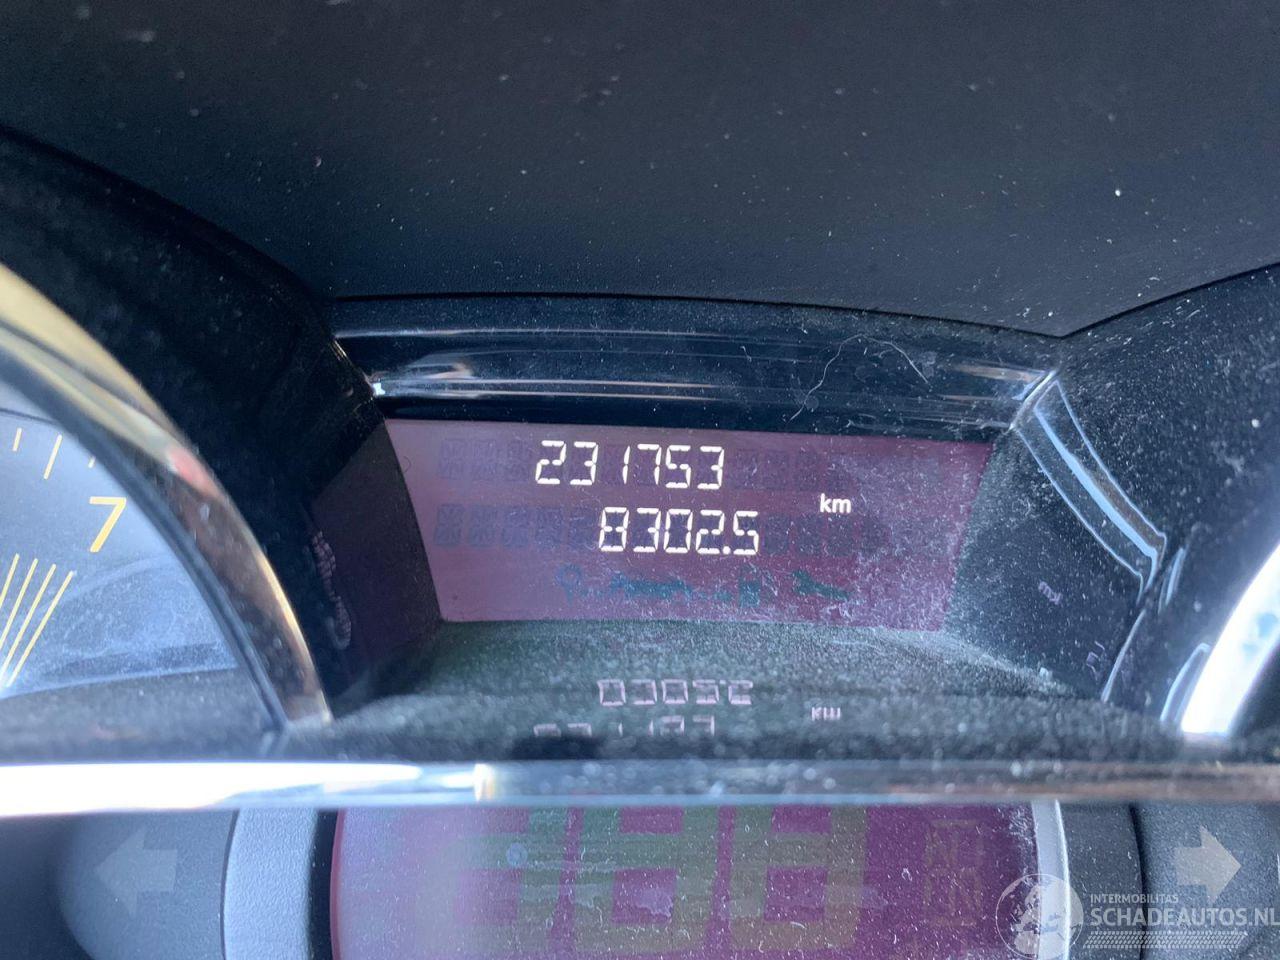 231753
km
8302.5
7
INTERMOBILITAS
SCHADEAUTOS.NL